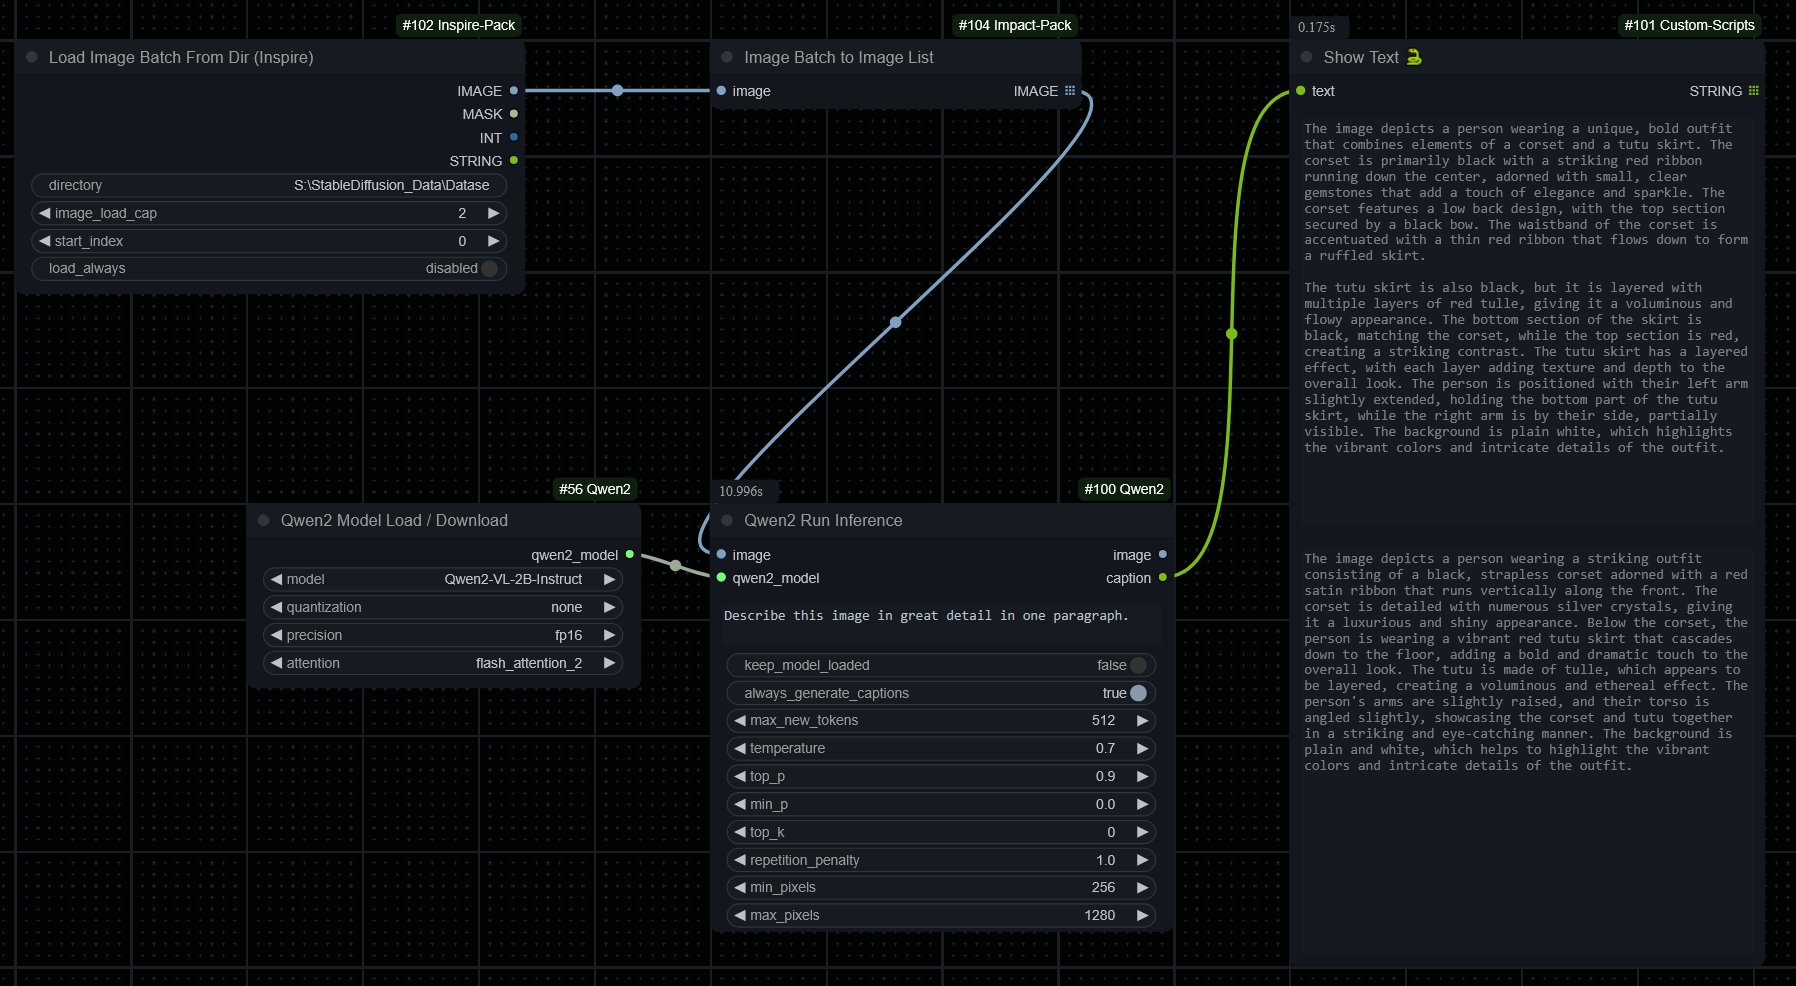 #102 Inspire-Pack
Load Image Batch From Dir (Inspire)
IMAGE
MASK
INT
STRING
directory S:\StableDiffusion_Data\Datase
image_load_cap 2
start_index 0
load_always disabled
#104 Impact-Pack
Image Batch to Image List
image IMAGE
#56 Qwen2
Qwen2 Model Load / Download
qwen2_model
model Qwen2-VL-2B-Instruct
quantization none
precision fp16
attention flash_attention_2
10.996s #100 Qwen2
Qwen2 Run Inference
image image
qwen2_model caption
Describe this image in great detail in one paragraph.
keep_model_loaded false
always_generate_captions true
max_new_tokens 512
temperature 0.7
top_p 0.9
min_p 0.0
top_k 0
repetition_penalty 1.0
min_pixels 256
max_pixels 1280
0.175s #101 Custom-Scripts
Show Text 🐍
text STRING
The image depicts a person wearing a unique, bold outfit
that combines elements of a corset and a tutu skirt. The
corset is primarily black with a striking red ribbon
running down the center, adorned with small, clear
gemstones that add a touch of elegance and sparkle. The
corset features a low back design, with the top section
secured by a black bow. The waistband of the corset is
accentuated with a thin red ribbon that flows down to form
a ruffled skirt.
The tutu skirt is also black, but it is layered with
multiple layers of red tulle, giving it a voluminous and
flowy appearance. The bottom section of the skirt is
black, matching the corset, while the top section is red,
creating a striking contrast. The tutu skirt has a layered
effect, with each layer adding texture and depth to the
overall look. The person is positioned with their left arm
slightly extended, holding the bottom part of the tutu
skirt, while the right arm is by their side, partially
visible. The background is plain white, which highlights
the vibrant colors and intricate details of the outfit.
The image depicts a person wearing a striking outfit
consisting of a black, strapless corset adorned with a red
satin ribbon that runs vertically along the front. The
corset is detailed with numerous silver crystals, giving
it a luxurious and shiny appearance. Below the corset, the
person is wearing a vibrant red tutu skirt that cascades
down to the floor, adding a bold and dramatic touch to the
overall look. The tutu is made of tulle, which appears to
be layered, creating a voluminous and ethereal effect. The
person's arms are slightly raised, and their torso is
angled slightly, showcasing the corset and tutu together
in a striking and eye-catching manner. The background is
plain and white, which helps to highlight the vibrant
colors and intricate details of the outfit.